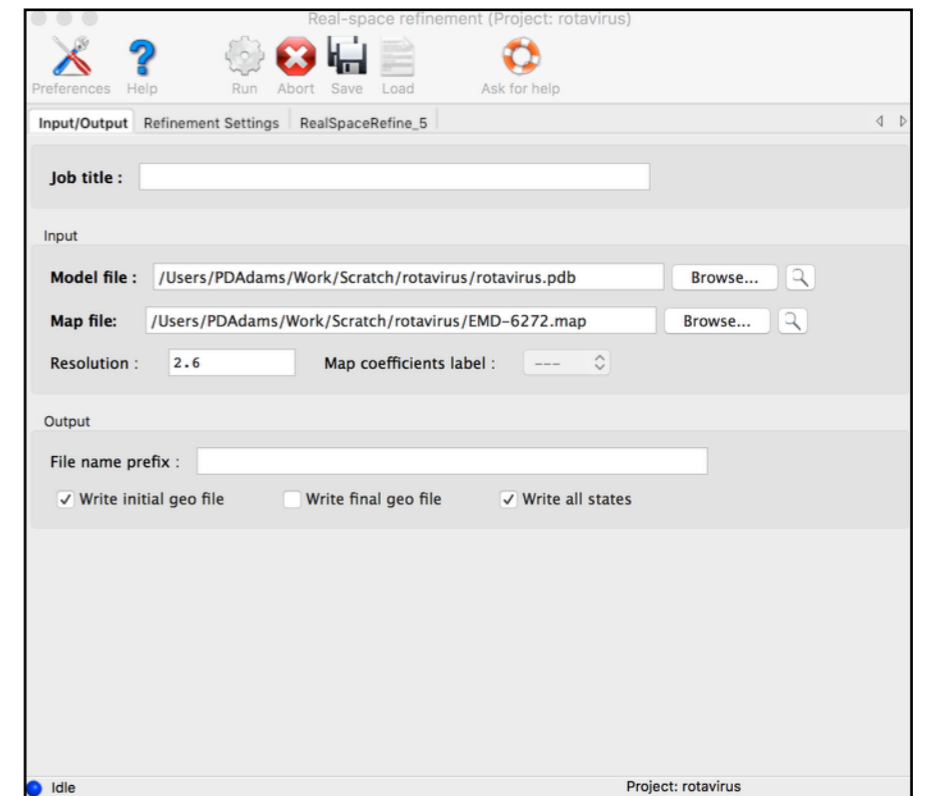 Real-space refinement (Project: rotavirus)
Preferences Help Run Abort Save Load Ask for help
Input/Output Refinement Settings RealSpaceRefine_5
Job title :
Input
Model file : /Users/PDAdams/Work/Scratch/rotavirus/rotavirus.pdb Browse...
Map file: /Users/PDAdams/Work/Scratch/rotavirus/EMD-6272.map Browse...
Resolution : 2.6 Map coefficients label : ---
Output
File name prefix :
Write initial geo file Write final geo file Write all states
Idle Project: rotavirus